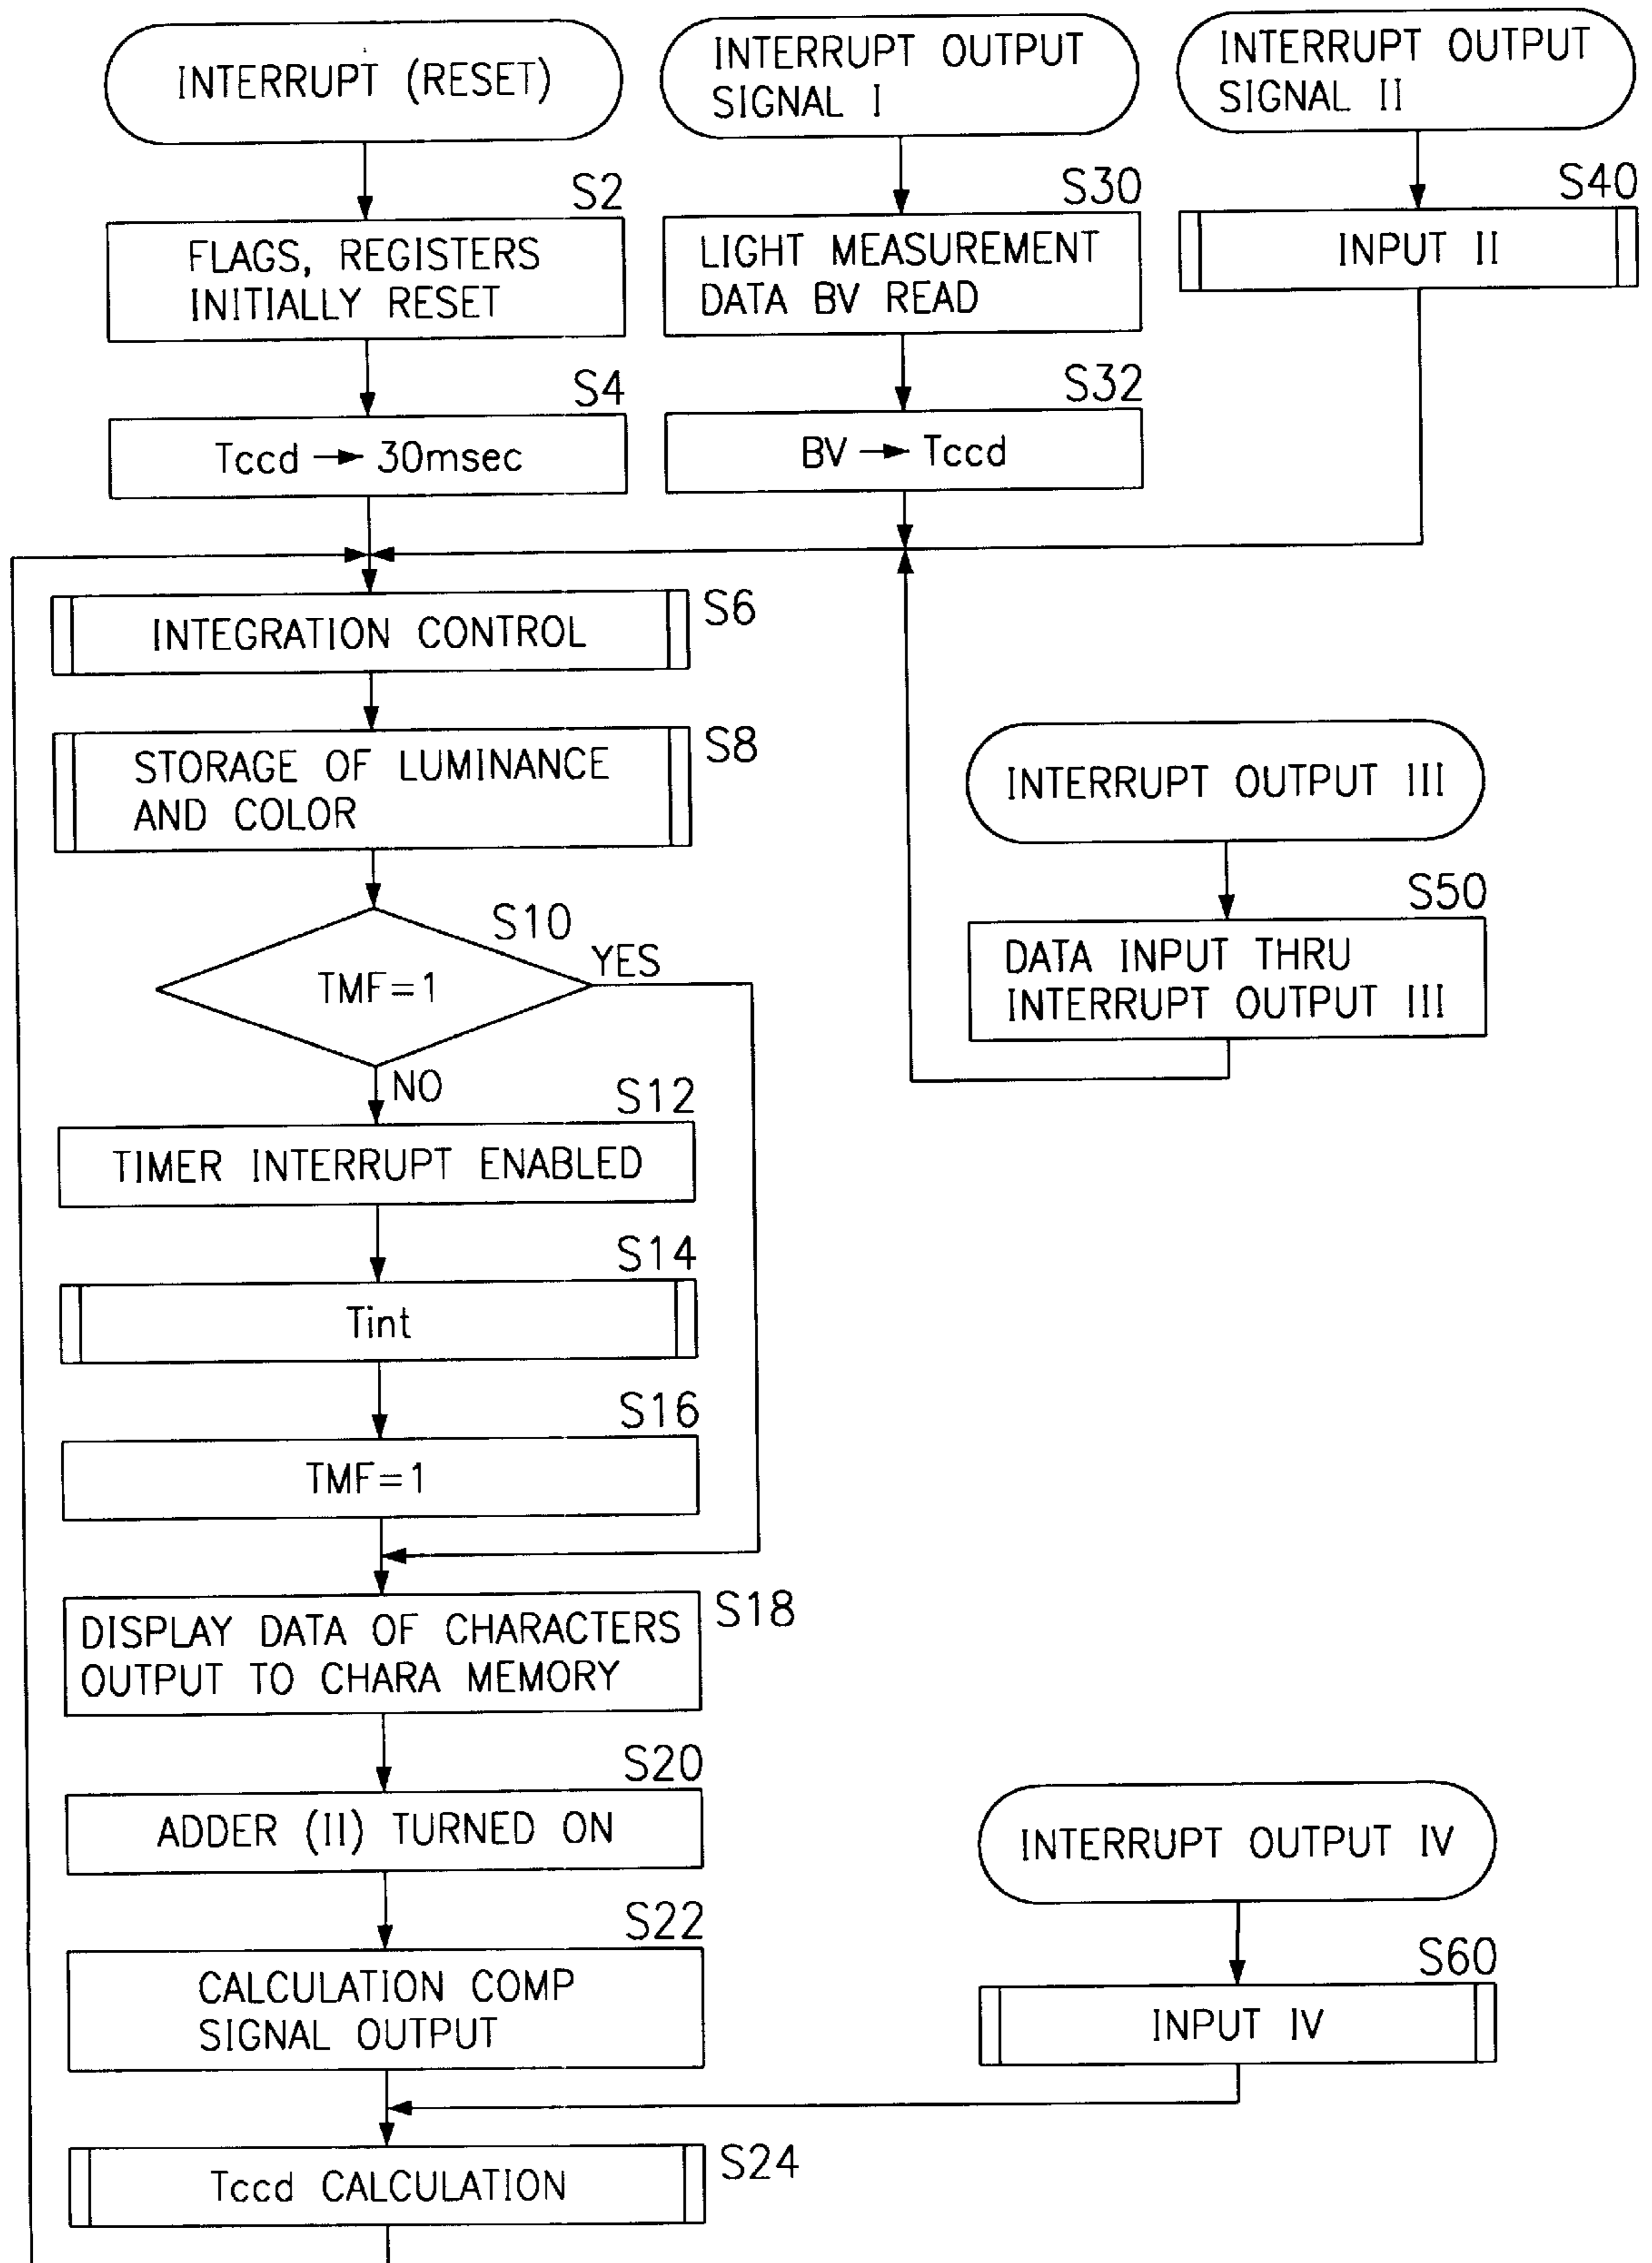 INTERRUPT (RESET)
INTERRUPT OUTPUT
SIGNAL I
INTERRUPT OUTPUT
SIGNAL II
S2
FLAGS, REGISTERS
INITIALLY RESET
S30
LIGHT MEASUREMENT
DATA BV READ
S40
INPUT II
S4
Tccd → 30msec
S32
BV → Tccd
INTEGRATION CONTROL
S6
STORAGE OF LUMINANCE
AND COLOR
S8
INTERRUPT OUTPUT III
S10
TMF=1
YES
NO
S50
DATA INPUT THRU
INTERRUPT OUTPUT III
S12
TIMER INTERRUPT ENABLED
S14
Tint
S16
TMF=1
DISPLAY DATA OF CHARACTERS
OUTPUT TO CHARA MEMORY
S18
S20
ADDER (II) TURNED ON
INTERRUPT OUTPUT IV
S22
CALCULATION COMP
SIGNAL OUTPUT
S60
INPUT IV
Tccd CALCULATION
S24